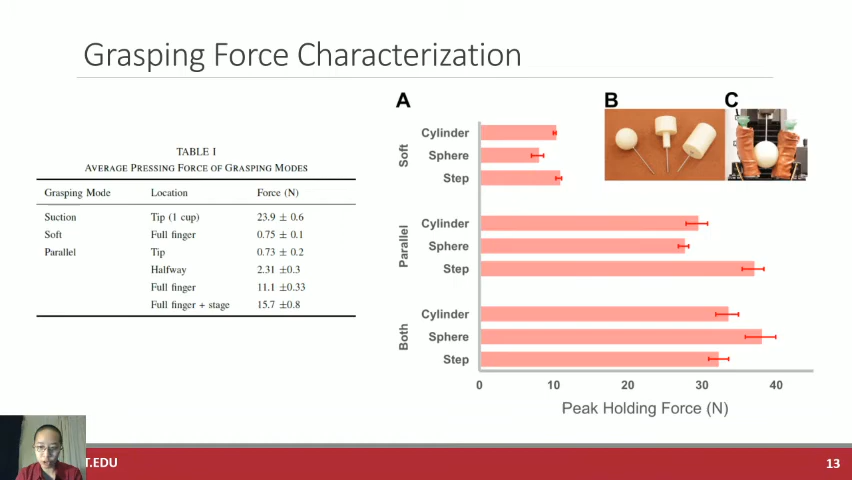 Grasping Force Characterization
TABLE I
AVERAGE PRESSING FORCE OF GRASPING MODES
Grasping Mode Location Force (N)
Suction Tip (1 cup) 23.9 ± 0.6
Soft Full finger 0.75 ± 0.1
Parallel Tip 0.73 ± 0.2
Halfway 2.31 ±0.3
Full finger 11.1 ±0.33
Full finger + stage 15.7 ±0.8
A
B
C
Soft
Cylinder
Sphere
Step
Parallel
Cylinder
Sphere
Step
Both
Cylinder
Sphere
Step
0 10 20 30 40
Peak Holding Force (N)
T.EDU
13